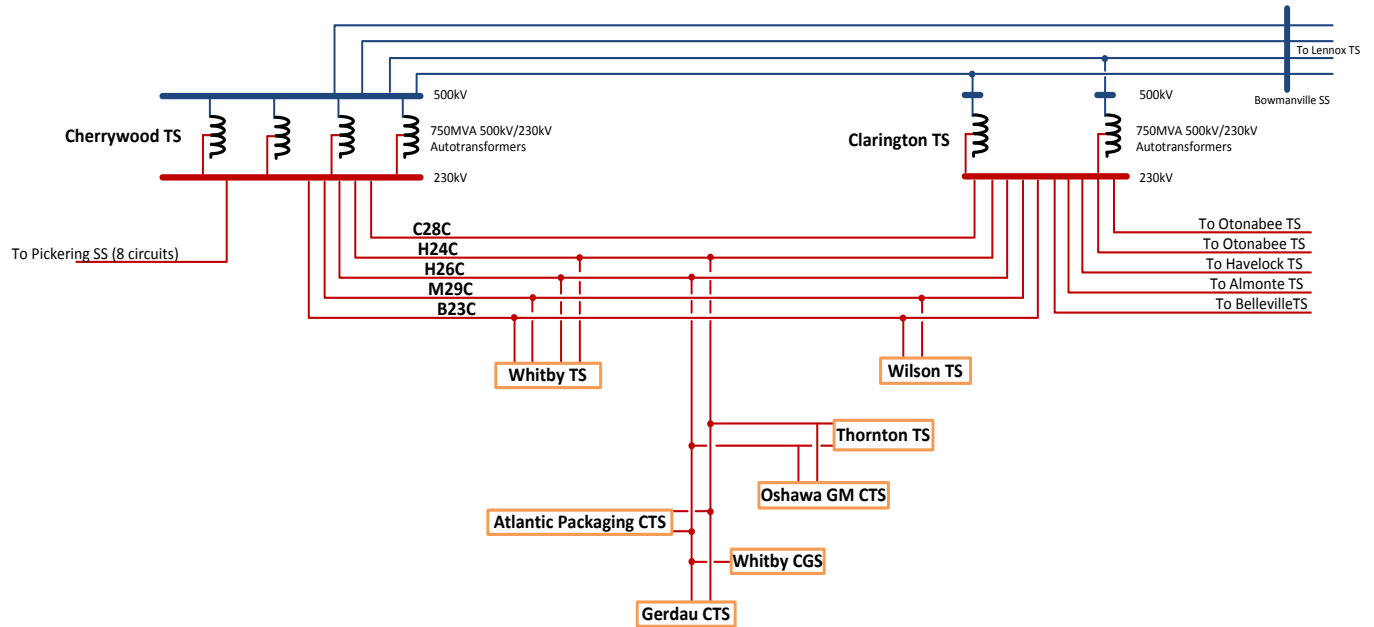 To Lennox TS
500kV
500kV
Bowmanville SS
Cherrywood TS
750MVA 500kV/230kV
Autotransformers
Clarington TS
750MVA 500kV/230kV
Autotransformers
230kV
230kV
C28C
To Otonabee TS
To Pickering SS (8 circuits)
H24C
To Otonabee TS
H26C
To Havelock TS
M29C
To Almonte TS
B23C
To BellevilleTS
Whitby TS
Wilson TS
Thornton TS
Oshawa GM CTS
Atlantic Packaging CTS
Whitby CGS
Gerdau CTS